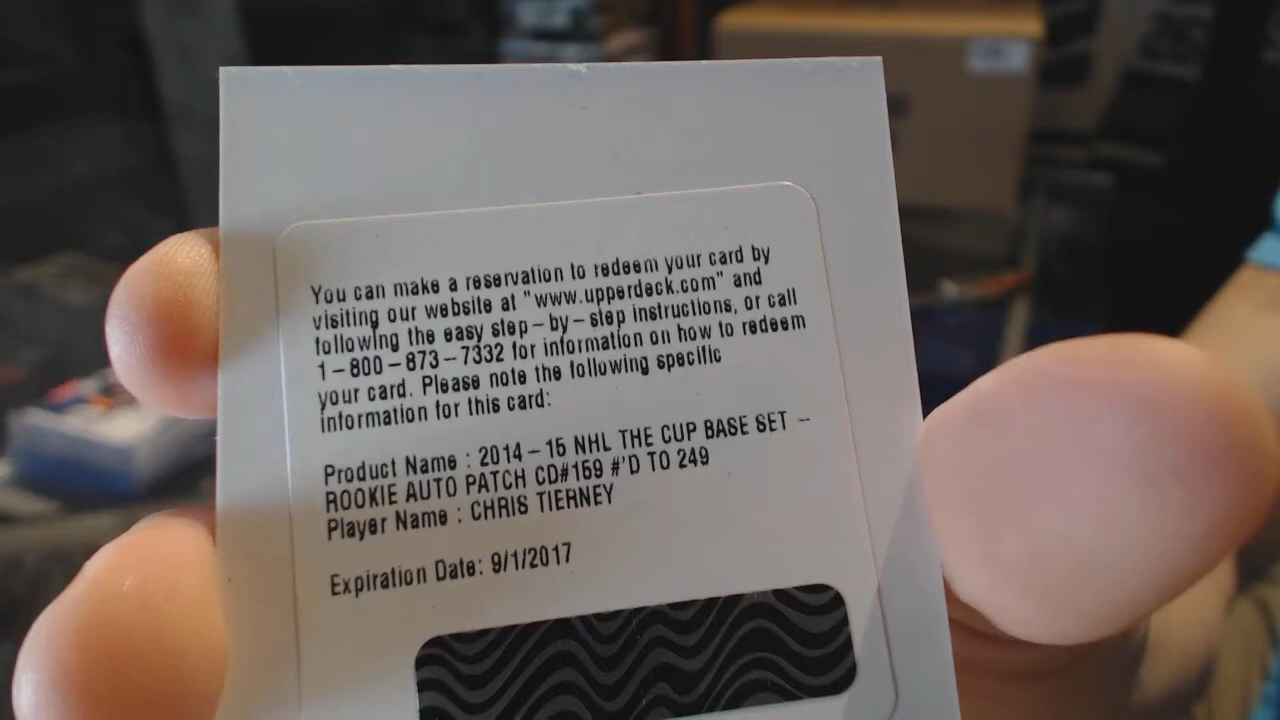 You can make a reservation to redeem your card by
visiting our website at "www.upperdeck.com" and
following the easy step-by-step instructions, or call
1-800-873-7332 for information on how to redeem
your card. Please note the following specific
information for this card:
Product Name : 2014-15 NHL THE CUP BASE SET --
ROOKIE AUTO PATCH CD#159 #'D TO 249
Player Name : CHRIS TIERNEY
Expiration Date: 9/1/2017